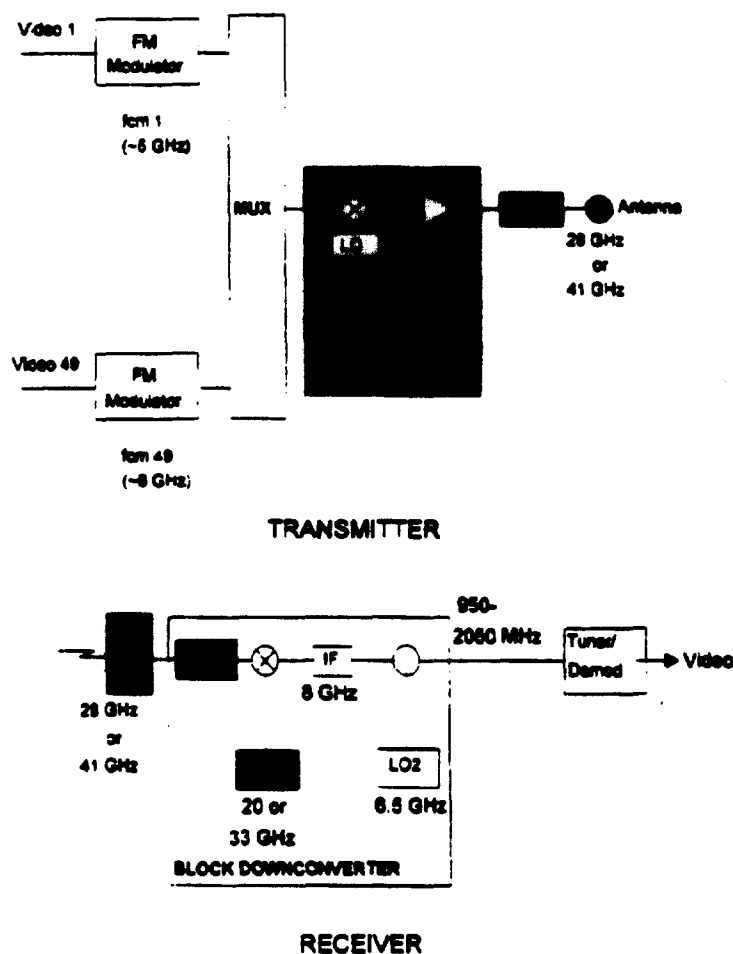 Video 1
FM
Modulator
fcm 1
(~5 GHz)
MUX
LO
Antenna
28 GHz
or
41 GHz
Video 49
FM
Modulator
fcm 49
(~6 GHz)
TRANSMITTER
950-
2060 MHz
Tuner/
Demod
Video
IF
8 GHz
28 GHz
or
41 GHz
LO2
6.5 GHz
20 or
33 GHz
BLOCK DOWNCONVERTER
RECEIVER